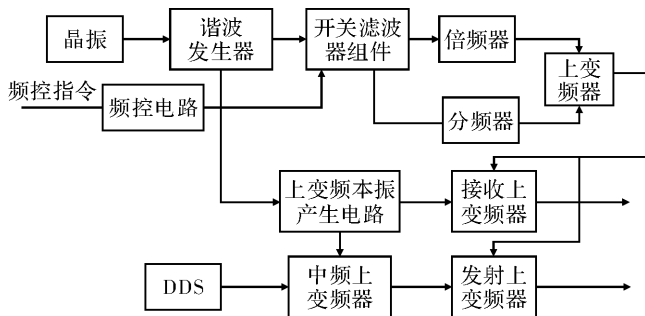 晶振
谐波
发生器
开关滤波
器组件
倍频器
上变
频器
频控指令
频控电路
分频器
上变频本振
产生电路
接收上
变频器
DDS
中频上
变频器
发射上
变频器